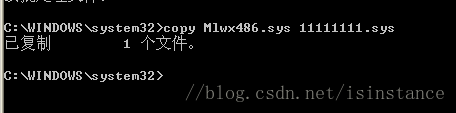 C:\WINDOWS\system32>copy Mlwx486.sys 11111111.sys
已复制         1 个文件。
C:\WINDOWS\system32>
//blog.csdn.net/isinstance